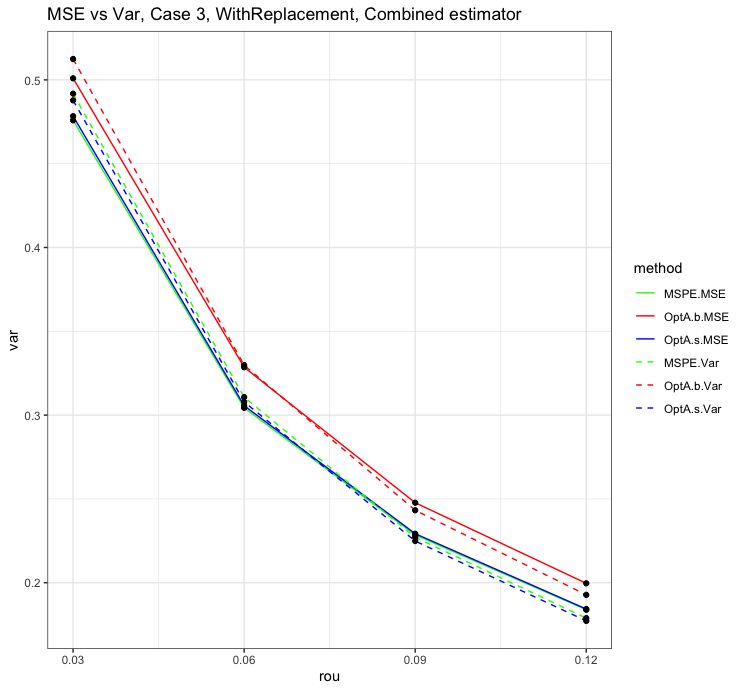 MSE vs Var, Case 3, WithReplacement, Combined estimator
0.5
0.4
0.3
0.2
var
0.03 0.06 0.09 0.12
rou
method
MSPE.MSE
OptA.b.MSE
OptA.s.MSE
MSPE.Var
OptA.b.Var
OptA.s.Var